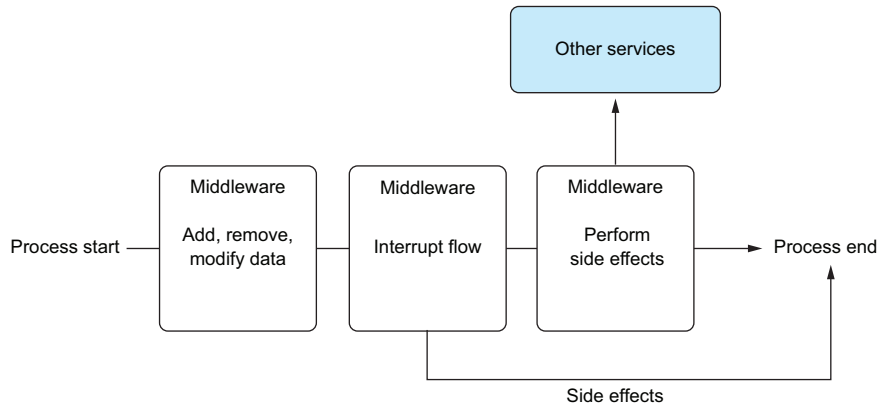 Other services
Middleware
Add, remove,
modify data
Middleware
Interrupt flow
Middleware
Perform
side effects
Process start
Process end
Side effects